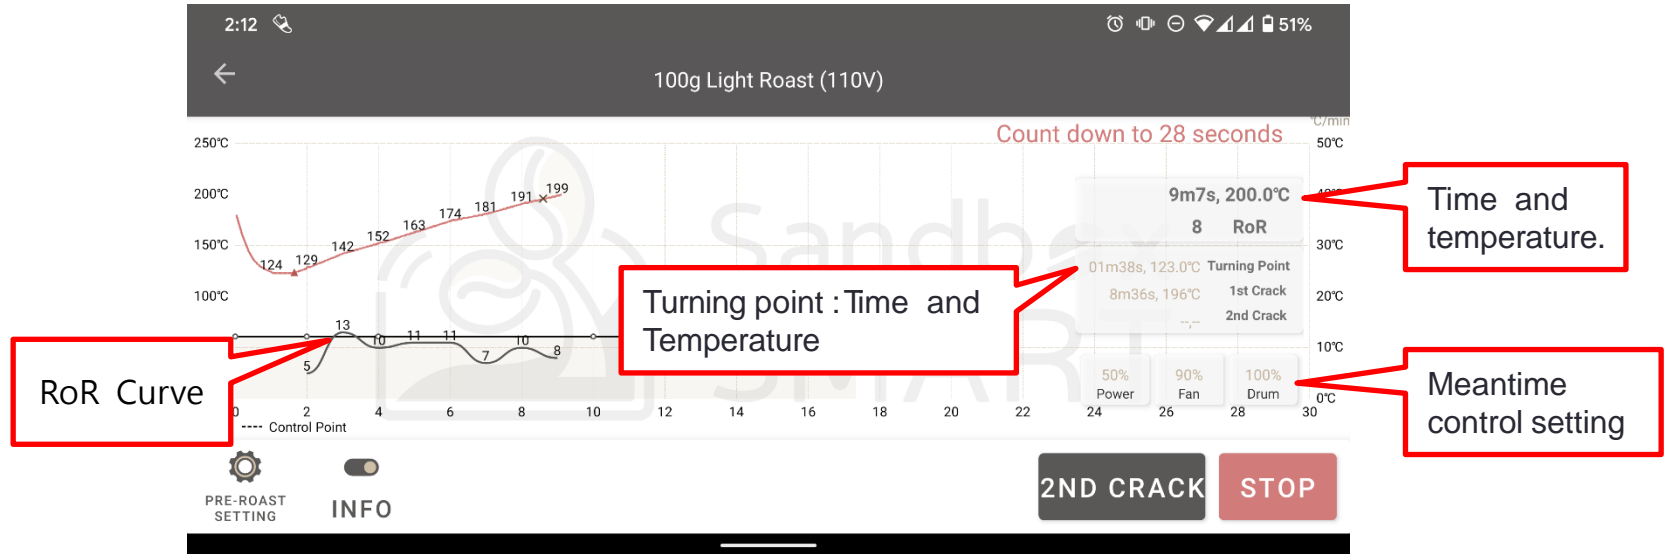 2:12
51%
100g Light Roast (110V)
Count down to 28 seconds
°C/min
250°C
50°C
200°C
150°C
30°C
100°C
20°C
10°C
0°C
124
129
142
152
163
174
181
191
199
5
13
10
11
11
7
10
8
9m7s, 200.0°C
8 RoR
01m38s, 123.0°C Turning Point
8m36s, 196°C 1st Crack
--,-- 2nd Crack
50%
Power
90%
Fan
100%
Drum
Time and
temperature.
Turning point : Time and
Temperature
RoR Curve
Meantime
control setting
0 2 4 6 8 10 12 14 16 18 20 22 24 26 28 30
---- Control Point
PRE-ROAST
SETTING
INFO
2ND CRACK
STOP
Sandbo
SMART